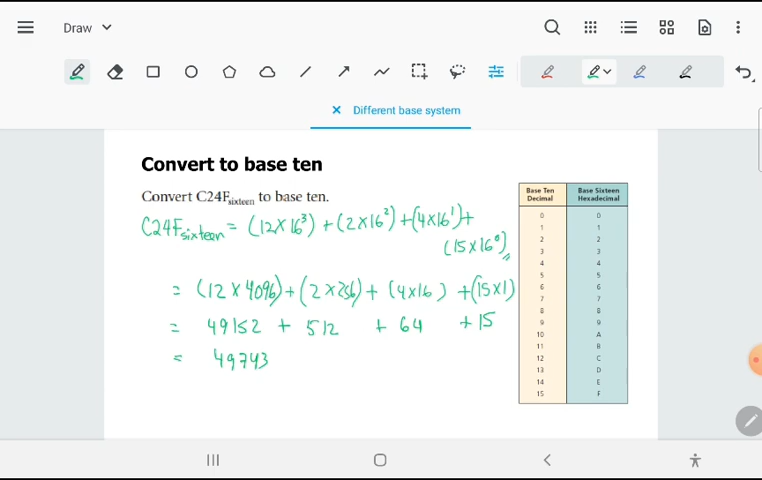 Draw
Different base system
Convert to base ten
Convert C24Fsixteen to base ten.
C24Fsixteen = (12×16³) + (2×16²) + (4×16¹) +
(15×16⁰)
= (12×4096) + (2×256) + (4×16) + (15×1)
= 49152 + 512 + 64 + 15
= 49743
Base Ten Decimal Base Sixteen Hexadecimal
0 0
1 1
2 2
3 3
4 4
5 5
6 6
7 7
8 8
9 9
10 A
11 B
12 C
13 D
14 E
15 F